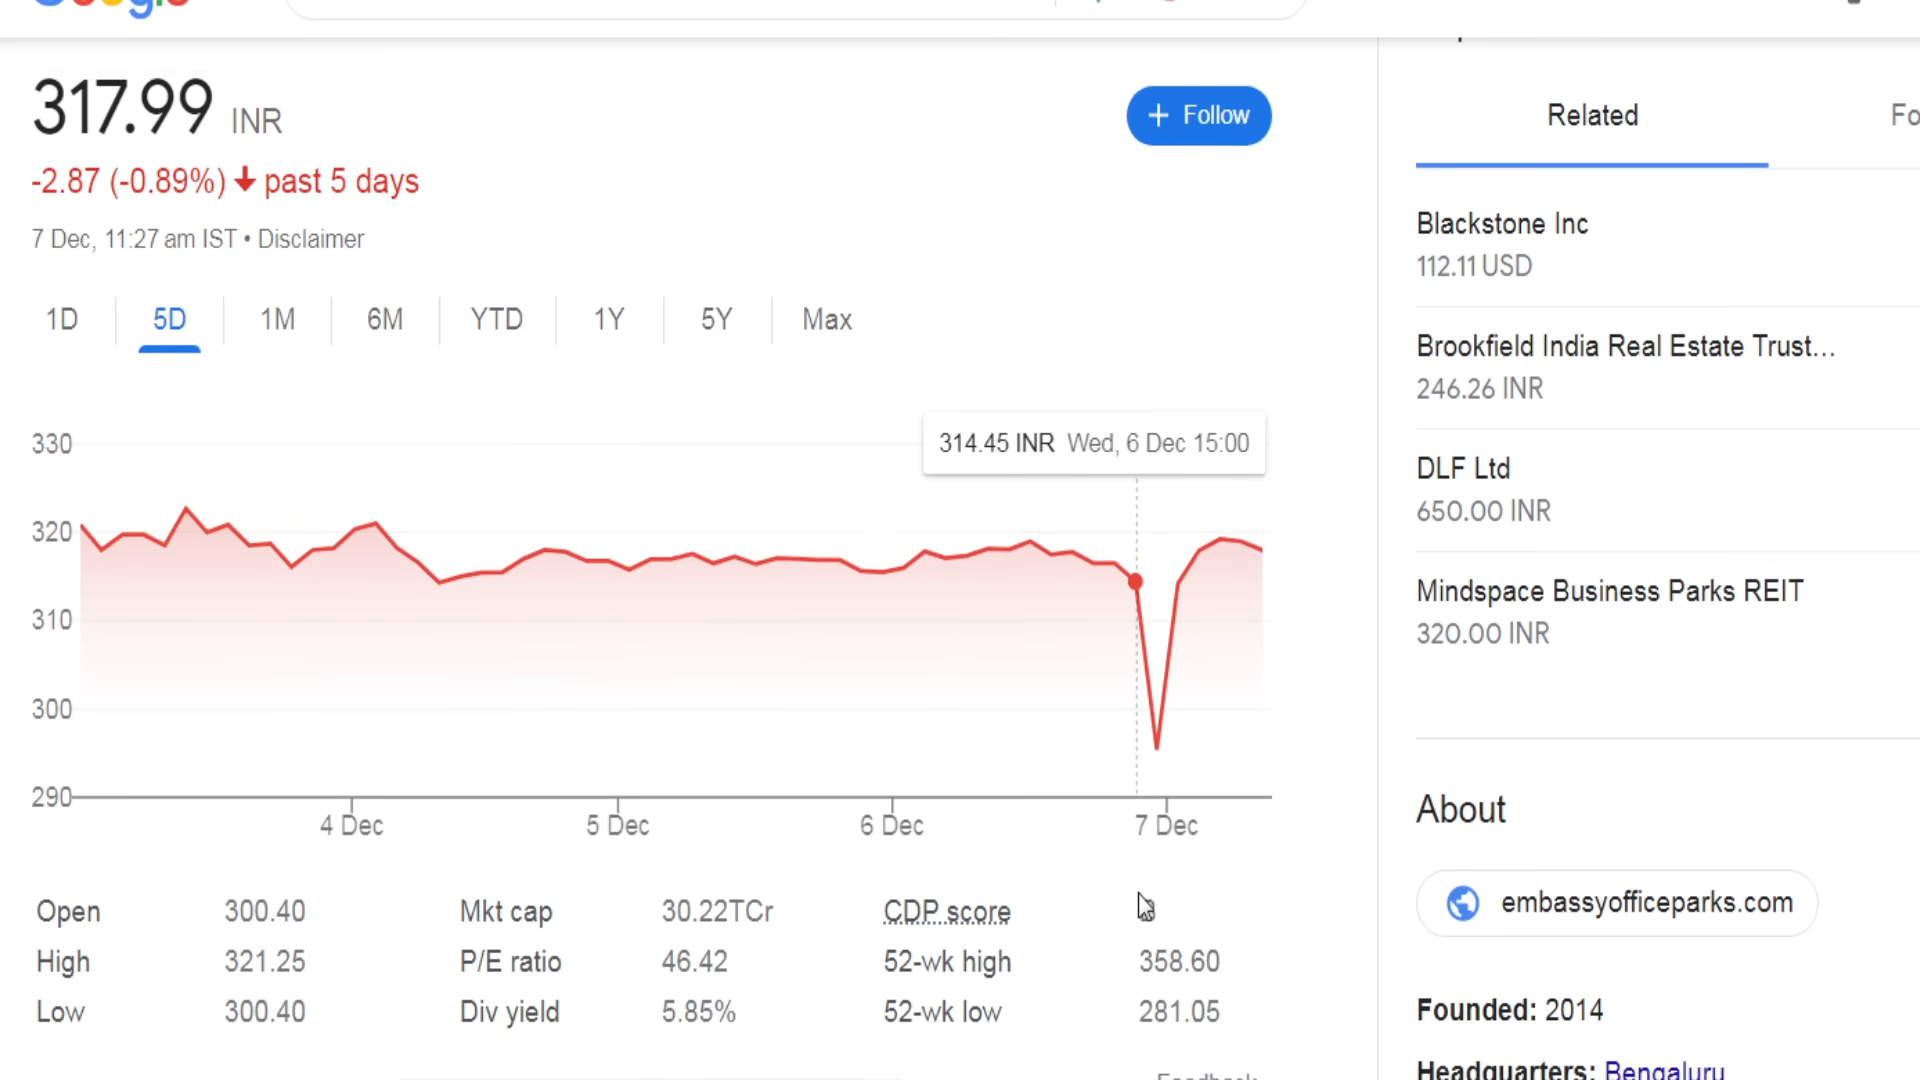 317.99 INR
+ Follow
-2.87 (-0.89%) ↓ past 5 days
7 Dec, 11:27 am IST • Disclaimer
1D 5D 1M 6M YTD 1Y 5Y Max
314.45 INR Wed, 6 Dec 15:00
330
320
310
300
290
4 Dec 5 Dec 6 Dec 7 Dec
Open 300.40 Mkt cap 30.22TCr CDP score
High 321.25 P/E ratio 46.42 52-wk high 358.60
Low 300.40 Div yield 5.85% 52-wk low 281.05
Related
Blackstone Inc
112.11 USD
Brookfield India Real Estate Trust...
246.26 INR
DLF Ltd
650.00 INR
Mindspace Business Parks REIT
320.00 INR
About
embassyofficeparks.com
Founded: 2014
Headquarters: Bengaluru